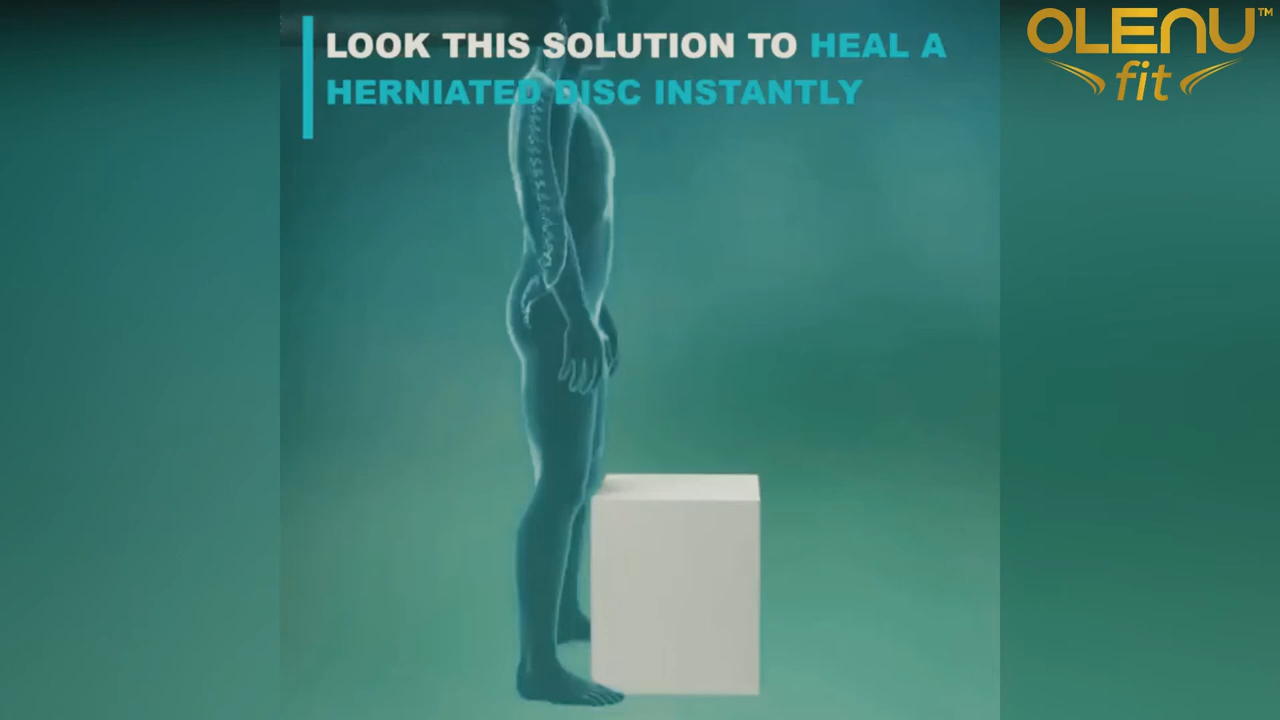 LOOK THIS SOLUTION TO HEAL A
HERNIATED DISC INSTANTLY
OLENU™
fit